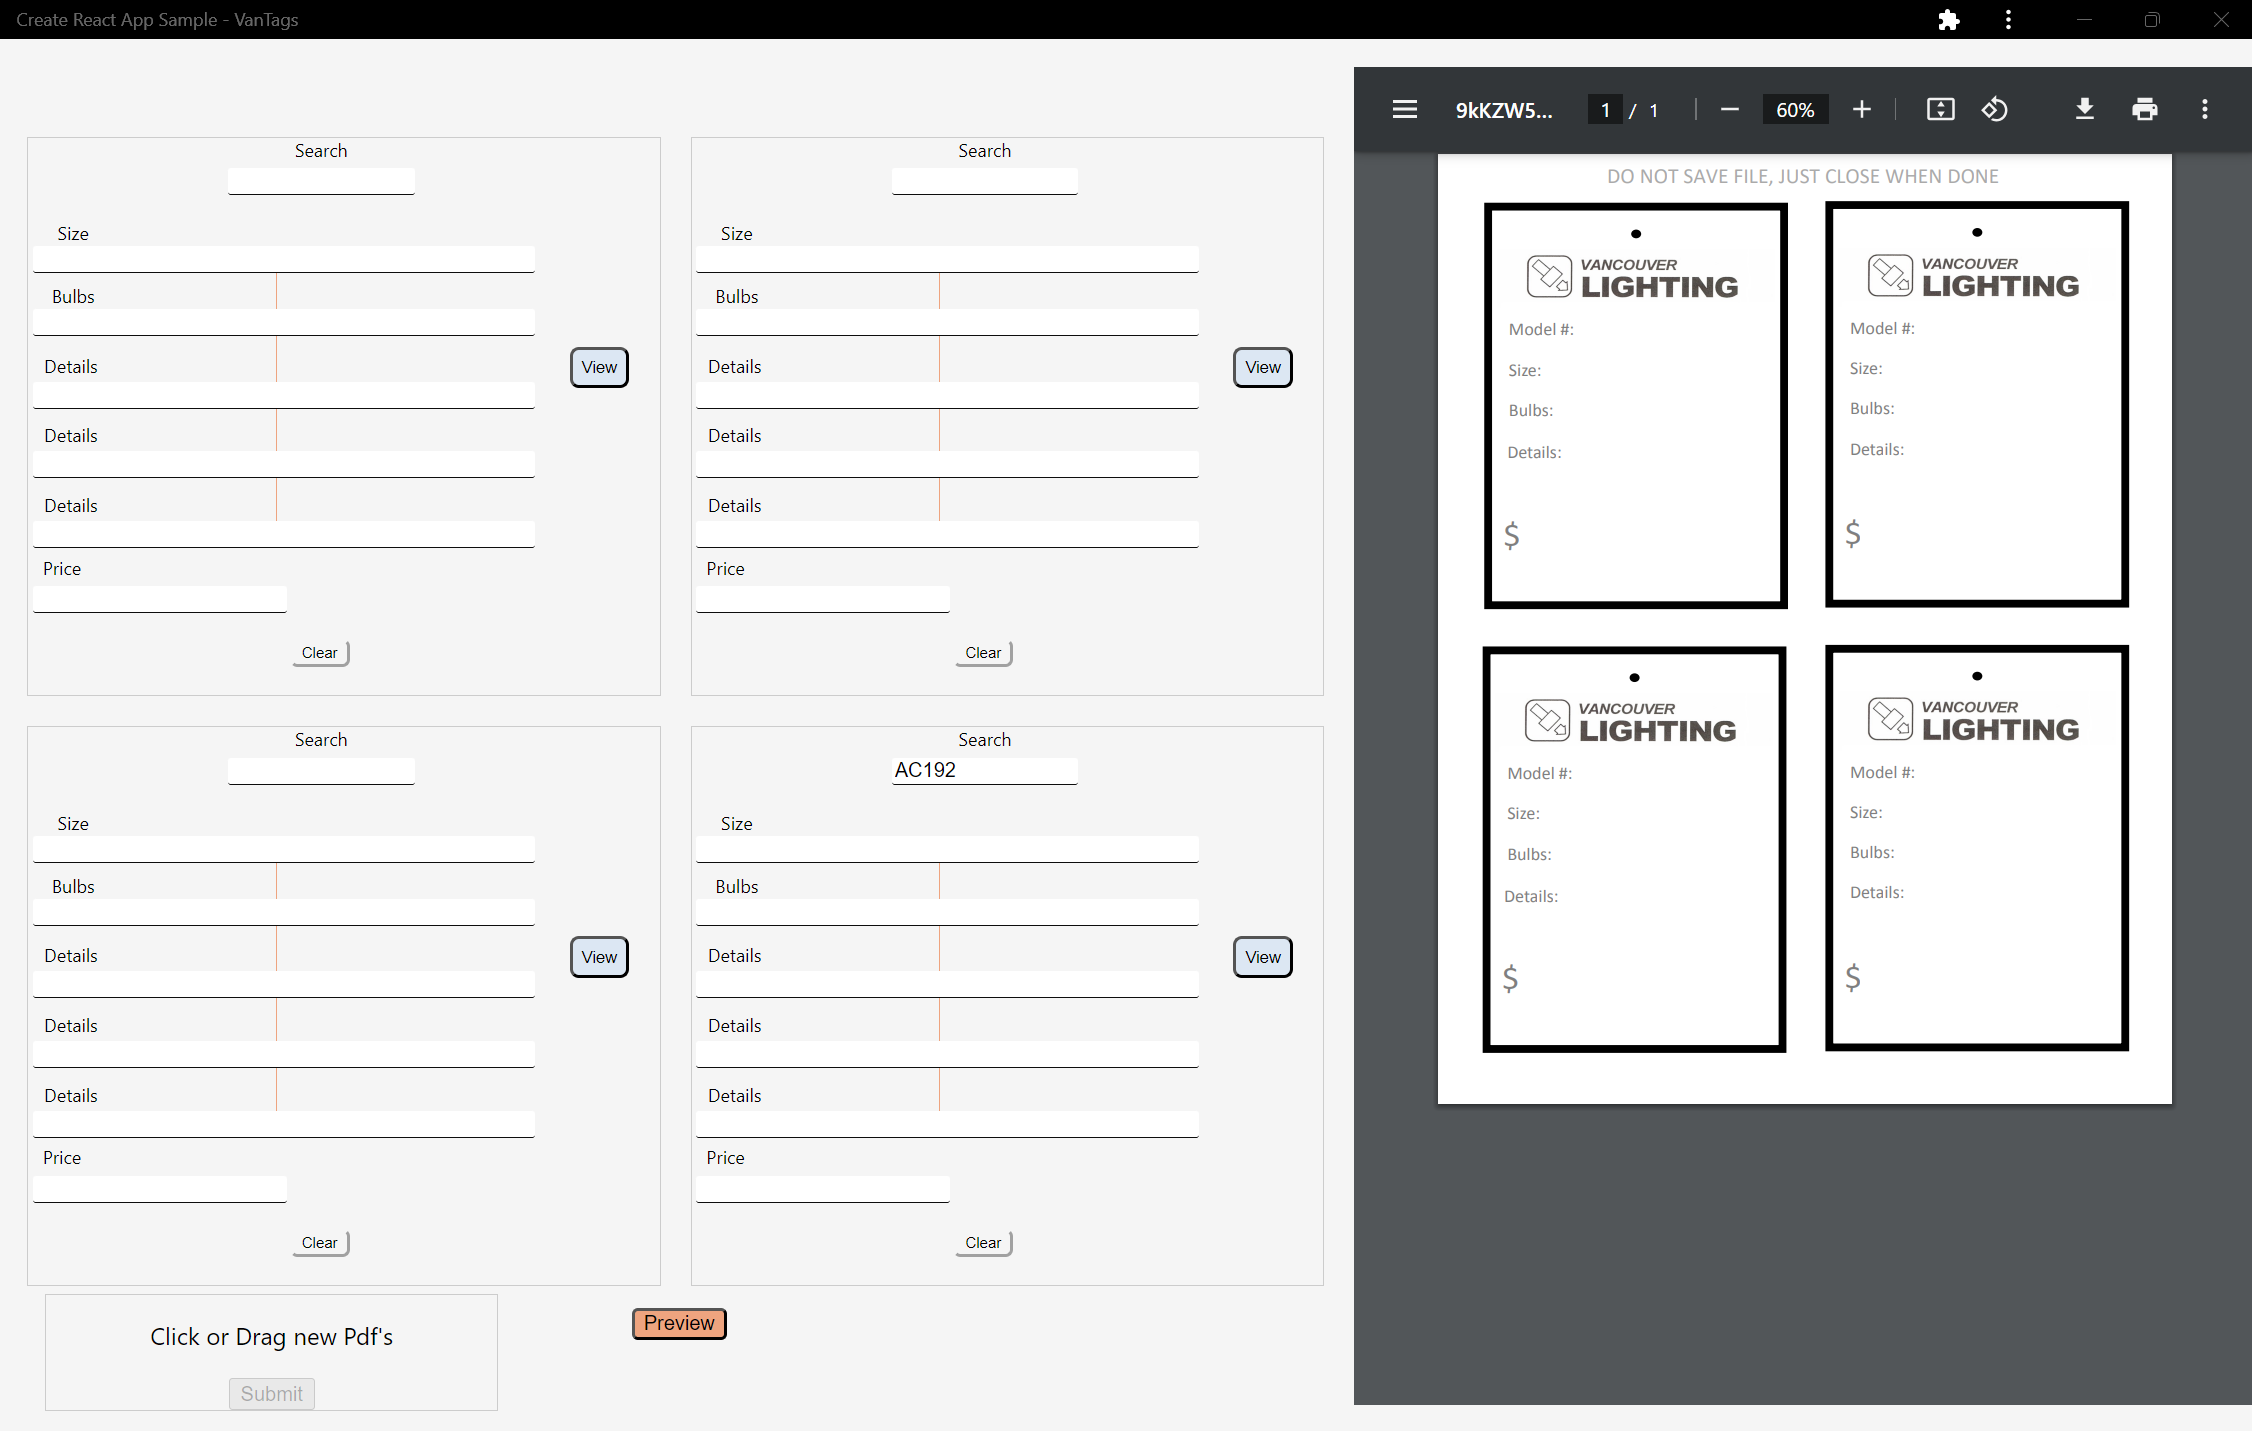 Create React App Sample - VanTags
Search
Size
Bulbs
Details
View
Details
Details
Price
Clear
Search
Size
Bulbs
Details
View
Details
Details
Price
Clear
Search
Size
Bulbs
Details
View
Details
Details
Price
Clear
Search
AC192
Size
Bulbs
Details
View
Details
Details
Price
Clear
Click or Drag new Pdf's
Submit
Preview
9kKZW5... 1 / 1 60%
DO NOT SAVE FILE, JUST CLOSE WHEN DONE
VANCOUVER
LIGHTING
Model #:
Size:
Bulbs:
Details:
$
VANCOUVER
LIGHTING
Model #:
Size:
Bulbs:
Details:
$
VANCOUVER
LIGHTING
Model #:
Size:
Bulbs:
Details:
$
VANCOUVER
LIGHTING
Model #:
Size:
Bulbs:
Details:
$